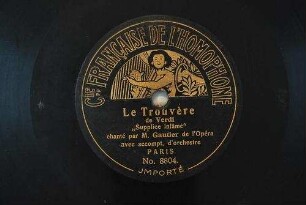 Cie FRANÇAISE DE L'HOMOPHONE
Le Trouvère
de Verdi
„Supplice infâme"
chanté par M. Gautier de l'Opéra
avec accompt. d'orchestre
PARIS
No. 8804.
IMPORTÉ